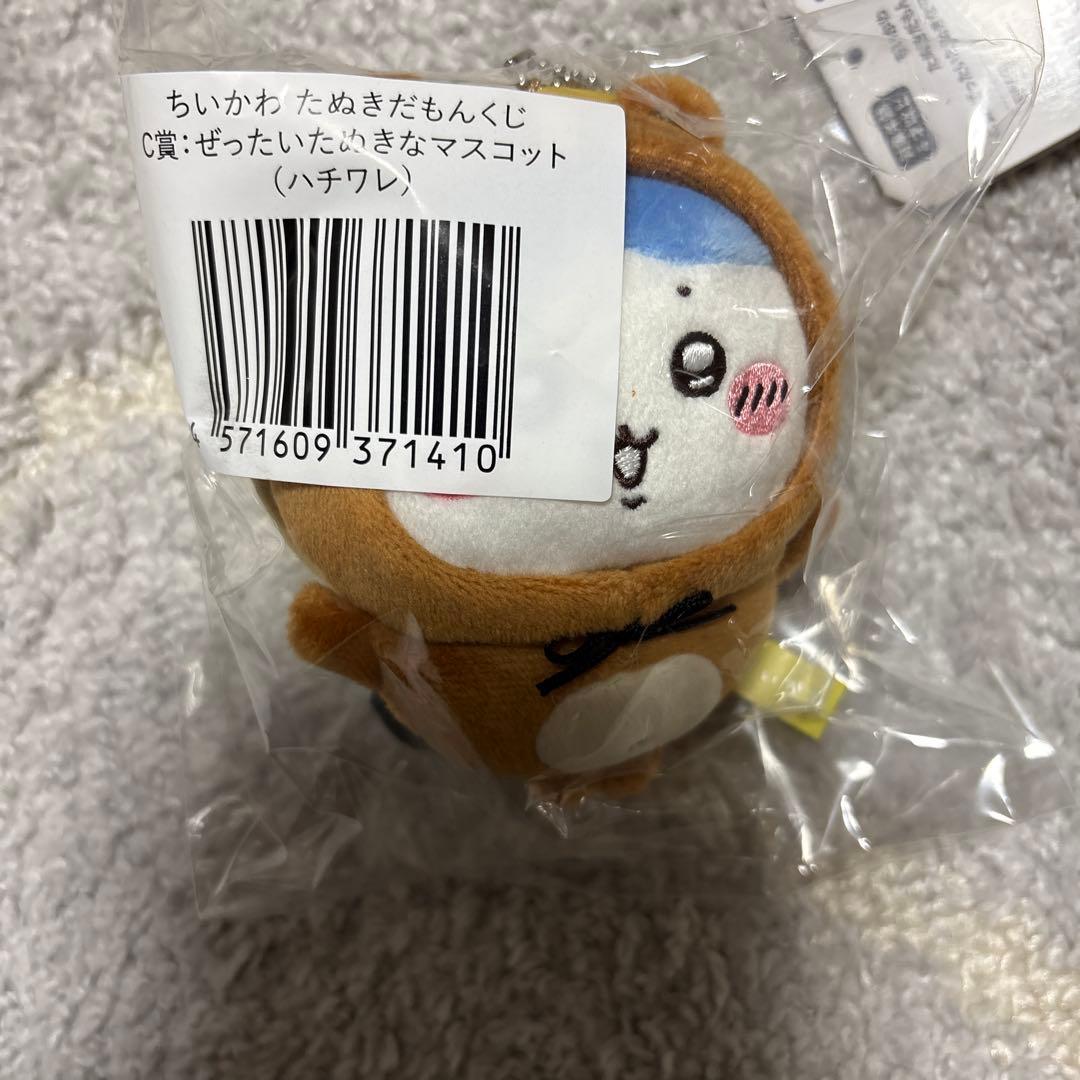 ちいかわ たぬきだもんくじ
C賞：ぜったいたぬきなマスコット
（ハチワレ）
4 571609 371410